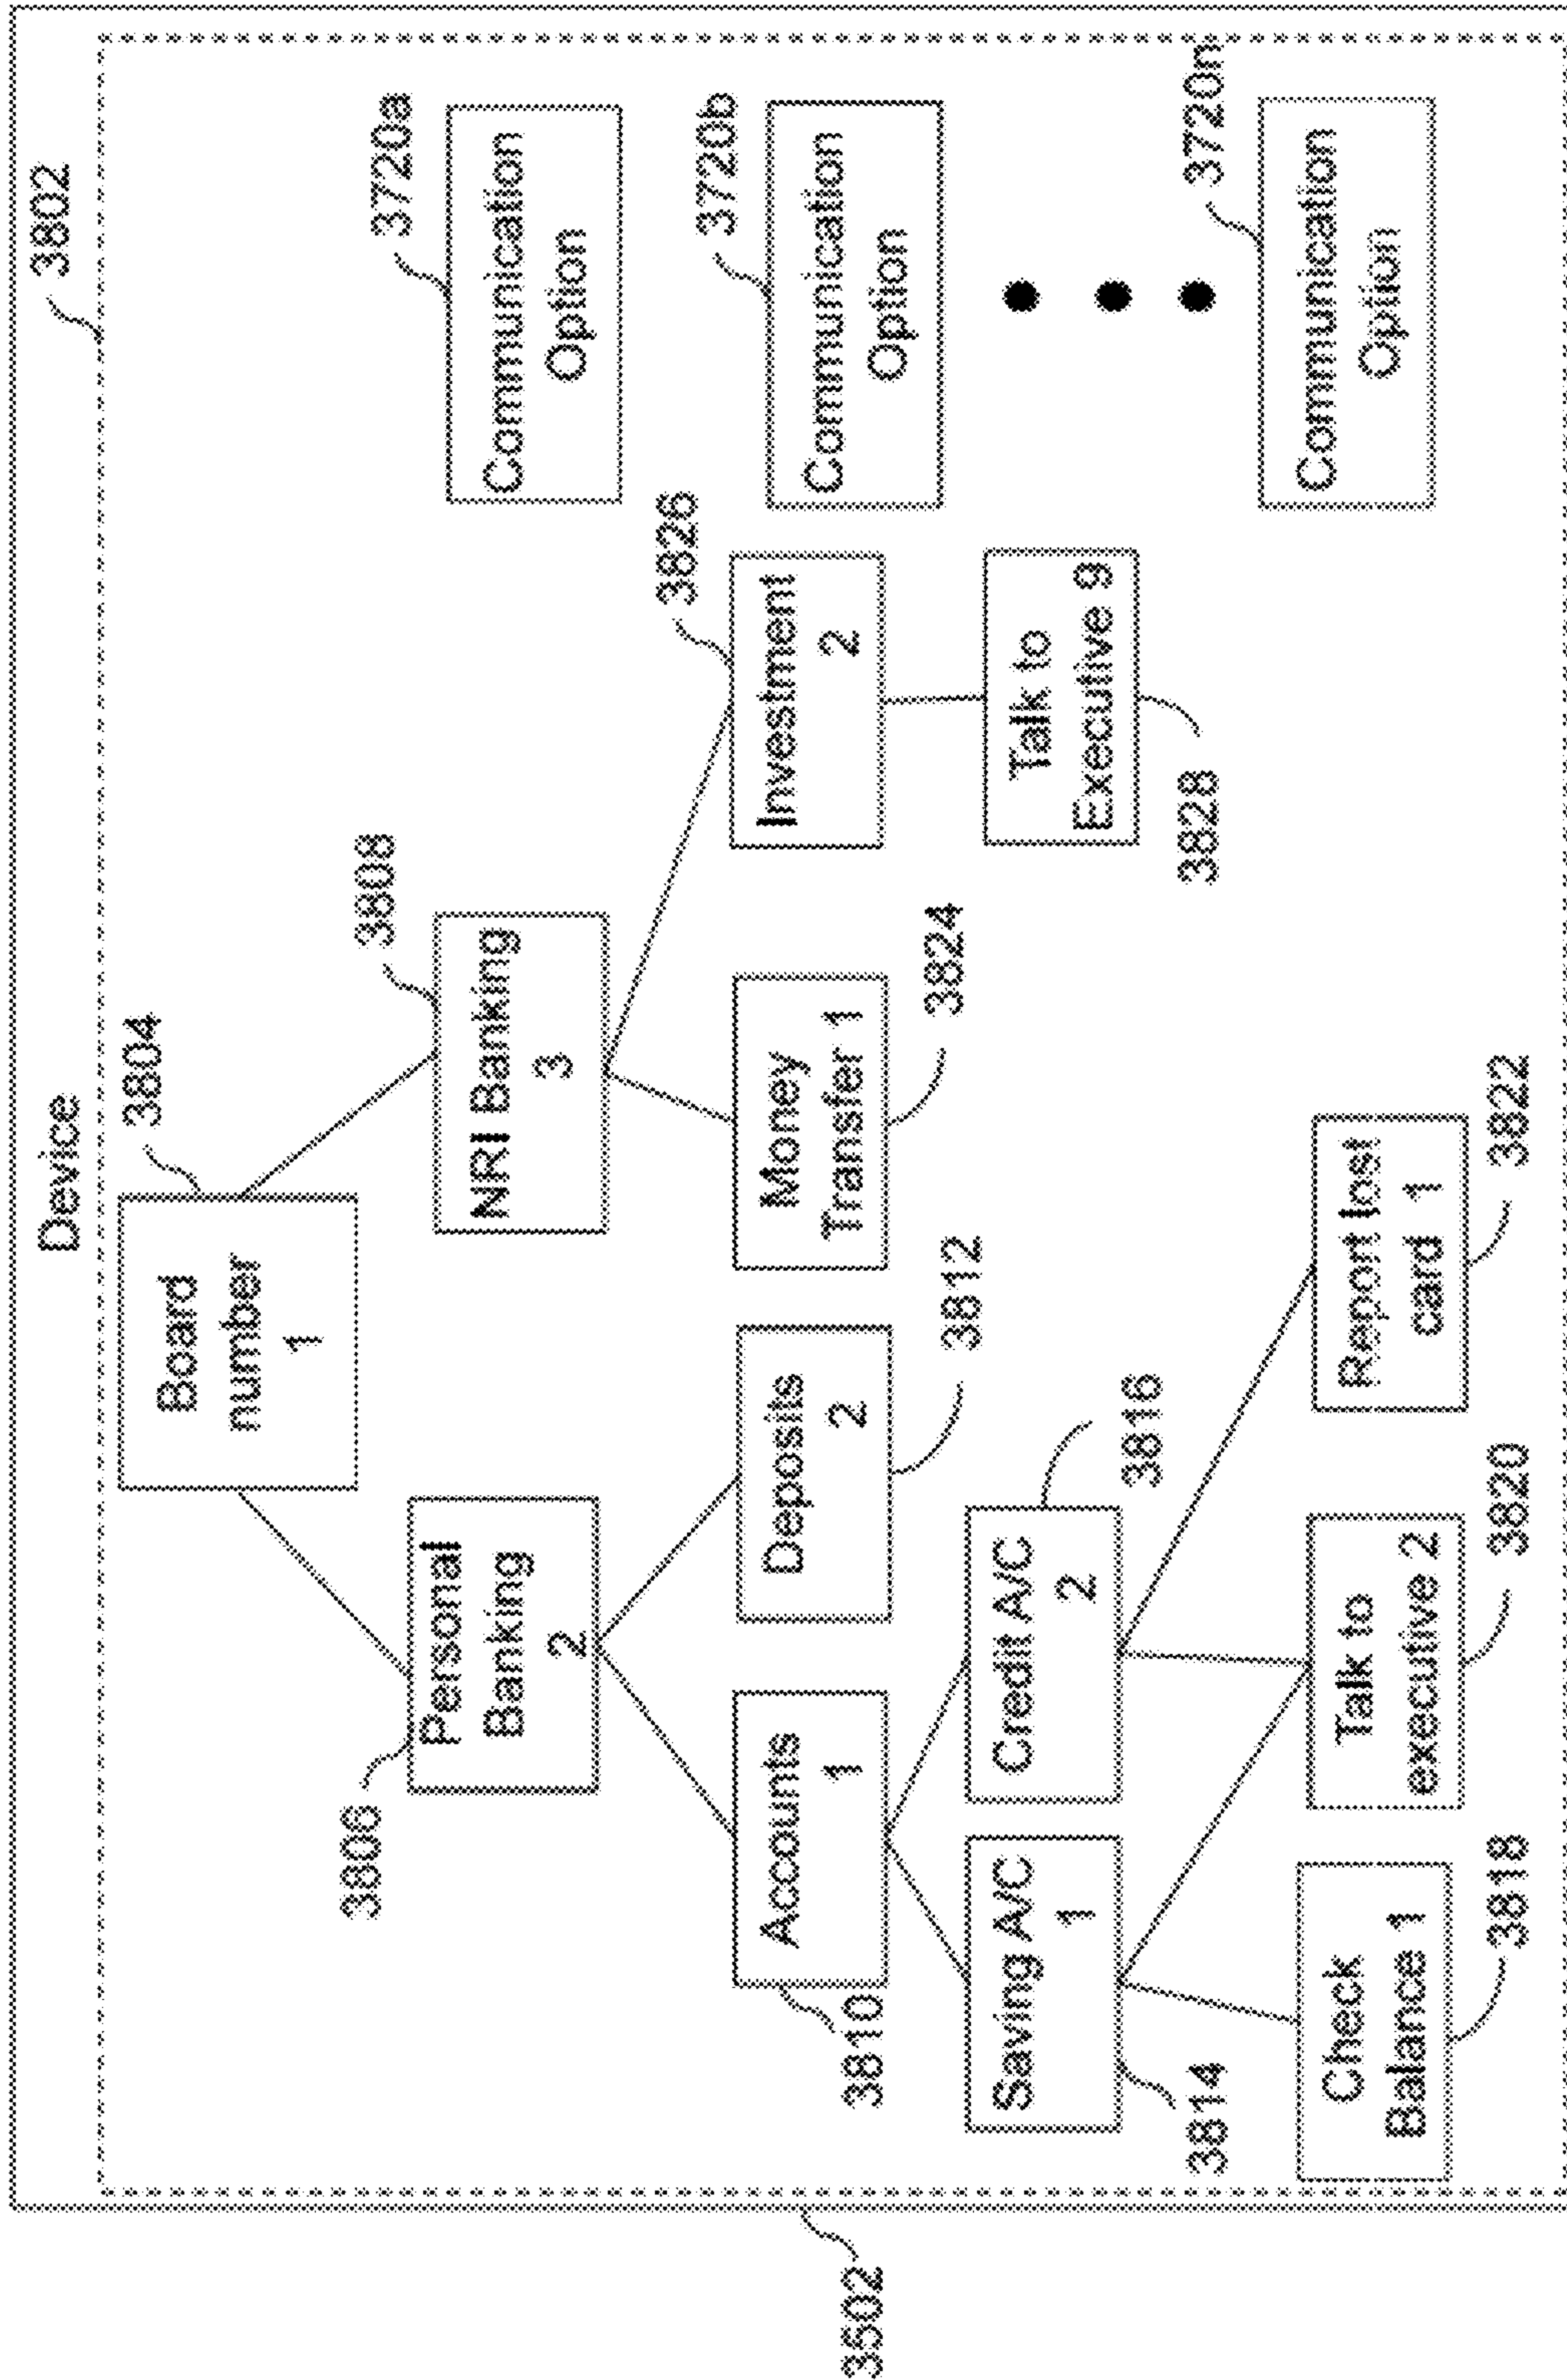 Device
3802
3804
Board
number
1
3806
Personal
Banking
2
3808
NRI Banking
3
3720a
Communication
Option
3810
Accounts
1
Deposits
2
3812
Money
Transfer 1
3824
3826
Investment
2
3720b
Communication
Option
3814
Saving A/C
1
Credit A/C
2
3816
Talk to
Executive 9
3828
Check
Balance 1
3818
Talk to
executive 2
3820
Report lost
card 1
3822
3720n
Communication
Option
3502